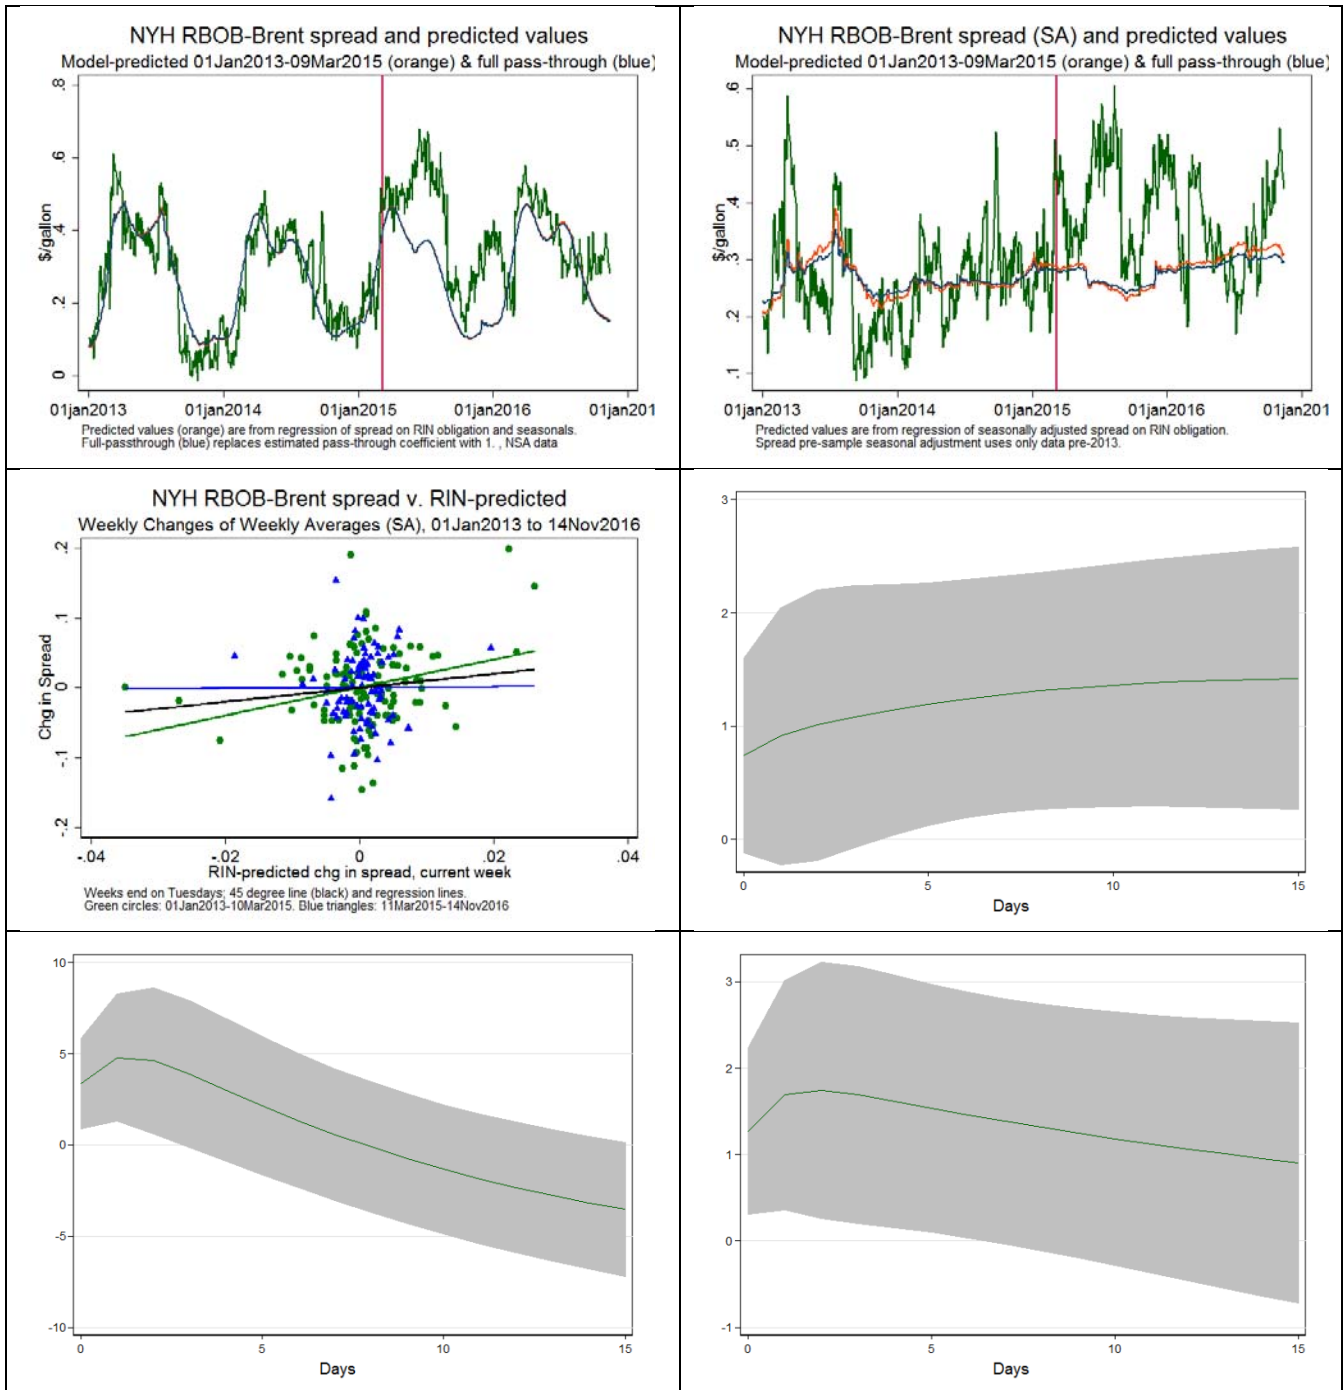 NYH RBOB-Brent spread and predicted values
Model-predicted 01Jan2013-09Mar2015 (orange) & full pass-through (blue)
$/gallon
.8
.6
.4
.2
0
01jan2013
01jan2014
01jan2015
01jan2016
01jan201
Predicted values (orange) are from regression of spread on RIN obligation and seasonals.
Full-passthrough (blue) replaces estimated pass-through coefficient with 1. , NSA data
NYH RBOB-Brent spread (SA) and predicted values
Model-predicted 01Jan2013-09Mar2015 (orange) & full pass-through (blue)
$/gallon
.6
.5
.4
.3
.2
.1
01jan2013
01jan2014
01jan2015
01jan2016
01jan201
Predicted values are from regression of seasonally adjusted spread on RIN obligation.
Spread pre-sample seasonal adjustment uses only data pre-2013.
NYH RBOB-Brent spread v. RIN-predicted
Weekly Changes of Weekly Averages (SA), 01Jan2013 to 14Nov2016
Chg in Spread
.2
.1
0
-.1
-.2
-.04
-.02
0
.02
.04
RIN-predicted chg in spread, current week
Weeks end on Tuesdays; 45 degree line (black) and regression lines.
Green circles: 01Jan2013-10Mar2015. Blue triangles: 11Mar2015-14Nov2016
3
2
1
0
0
5
10
15
Days
10
5
0
-5
-10
0
5
10
15
Days
3
2
1
0
-1
0
5
10
15
Days